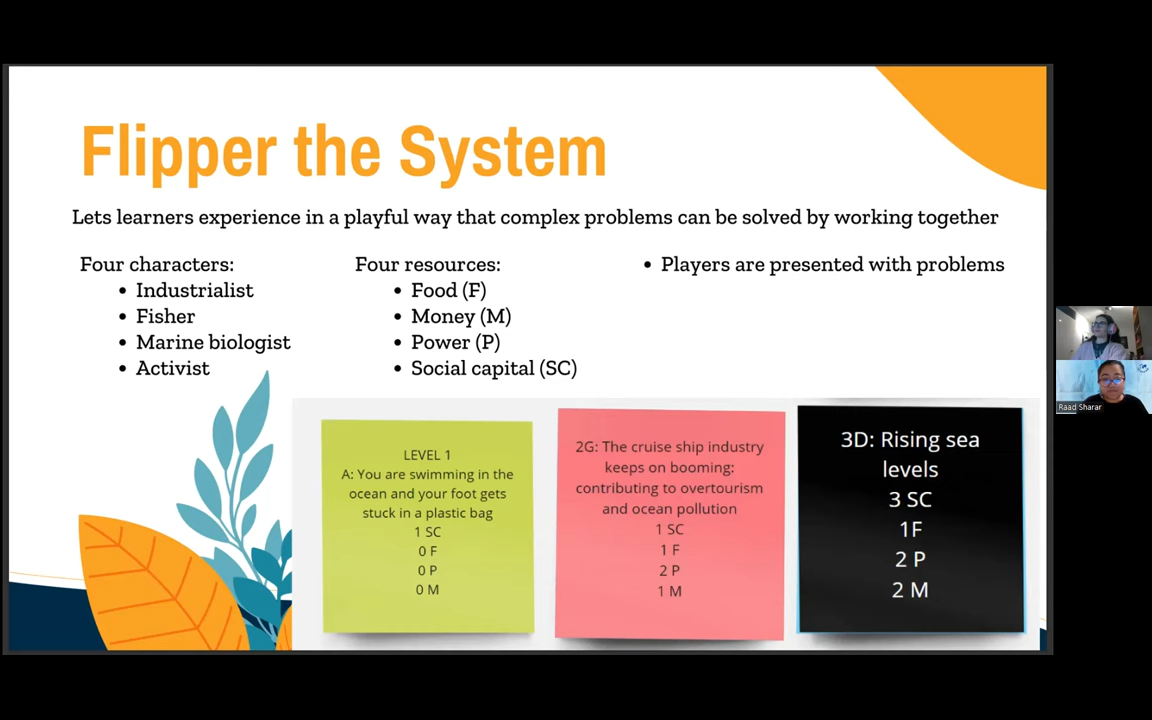 Flipper the System
Lets learners experience in a playful way that complex problems can be solved by working together
Four characters:
• Industrialist
• Fisher
• Marine biologist
• Activist
Four resources:
• Food (F)
• Money (M)
• Power (P)
• Social capital (SC)
• Players are presented with problems
LEVEL 1
A: You are swimming in the
ocean and your foot gets
stuck in a plastic bag
1 SC
0 F
0 P
0 M
2G: The cruise ship industry
keeps on booming:
contributing to overtourism
and ocean pollution
1 SC
1 F
2 P
1 M
3D: Rising sea
levels
3 SC
1F
2 P
2 M
Raad Sharar